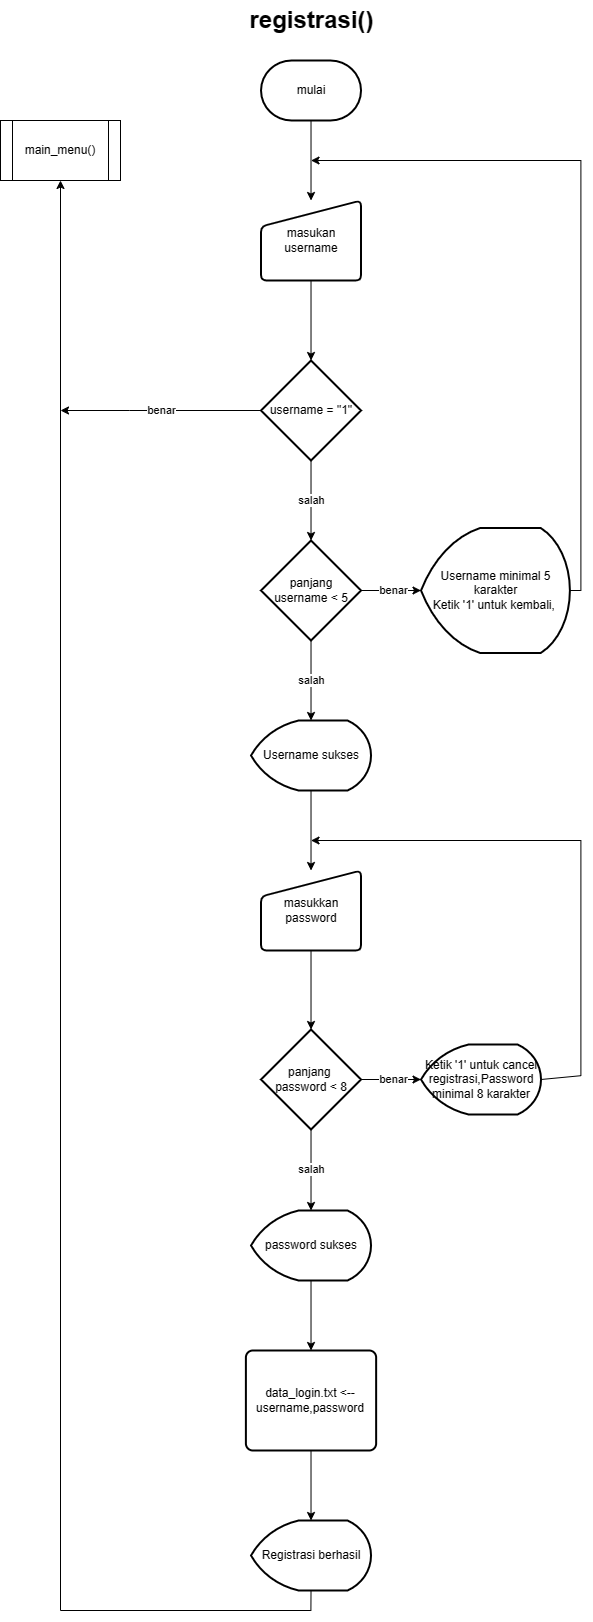 registrasi()
mulai
main_menu()
masukan
username
username = "1"
benar
salah
panjang
username < 5
benar
Username minimal 5
karakter
Ketik '1' untuk kembali,
salah
Username sukses
masukkan
password
panjang
password < 8
benar
Ketik '1' untuk cancel
registrasi,Password
minimal 8 karakter
salah
password sukses
data_login.txt <--
username,password
Registrasi berhasil